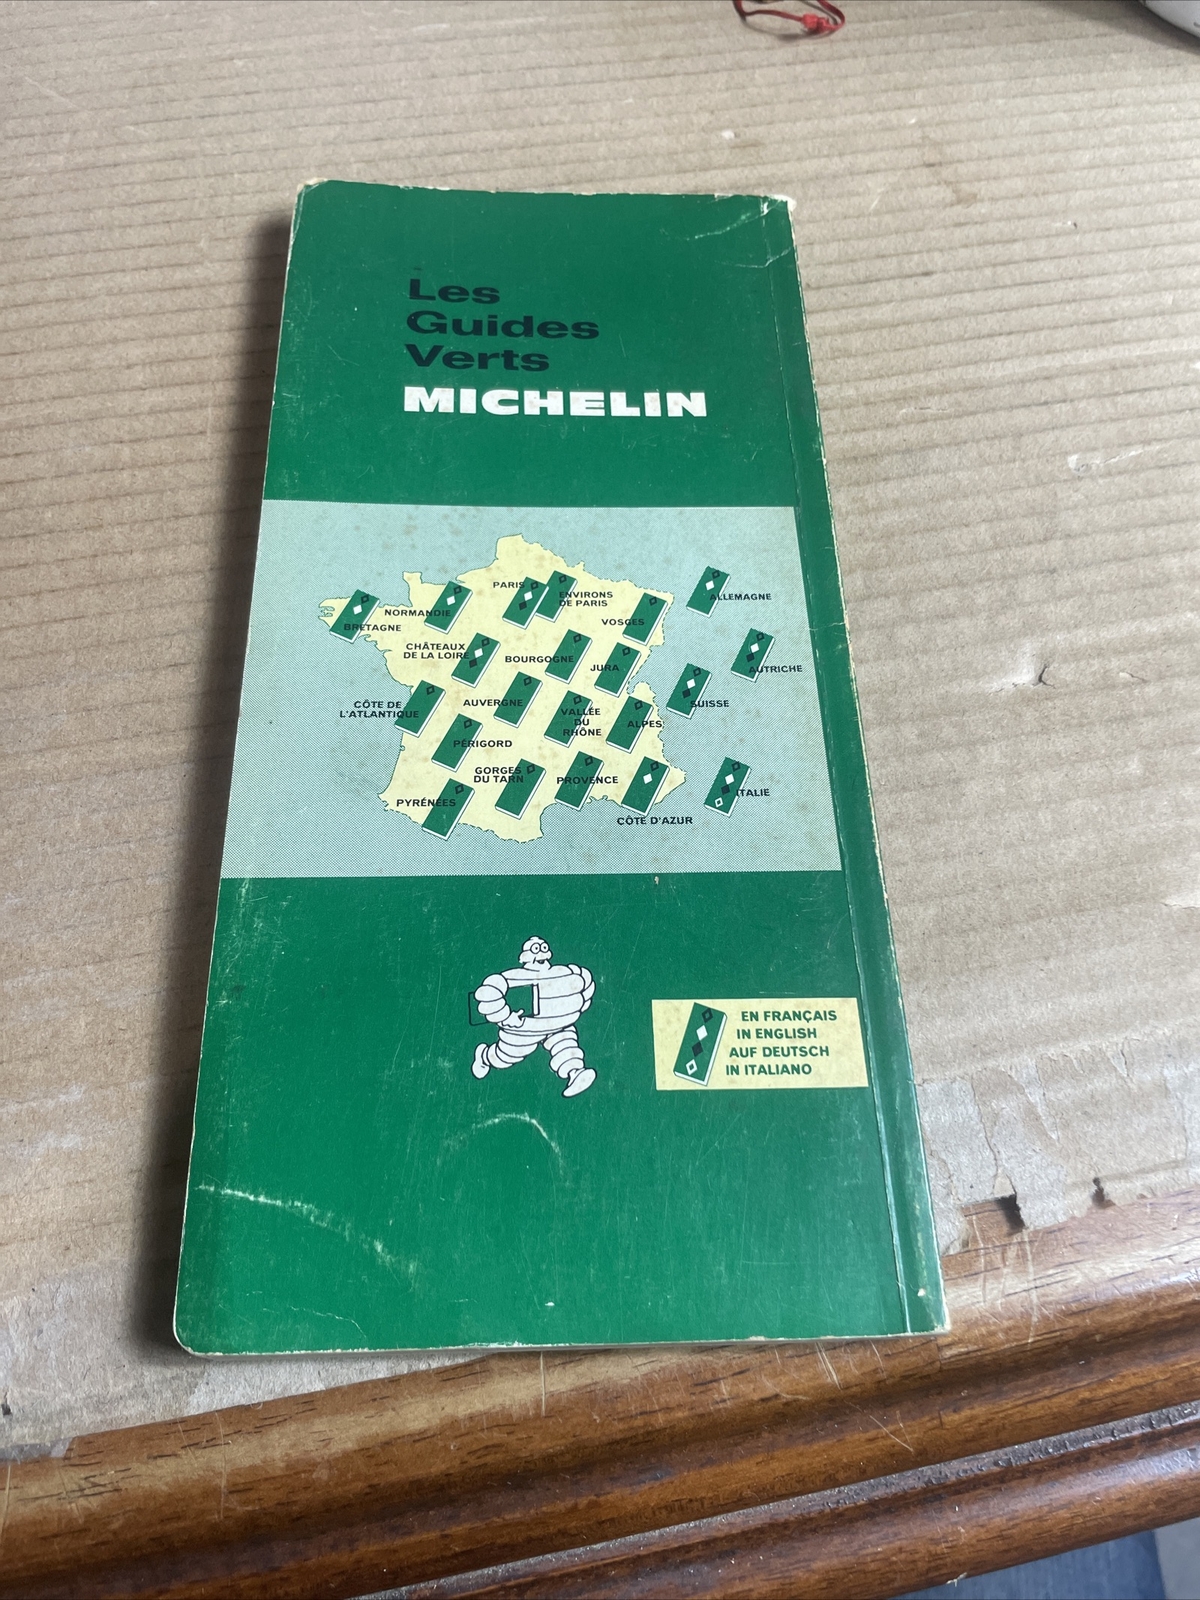 Les
Guides
Verts
MICHELIN
PARIS
ENVIRONS
DE PARIS
ALLEMAGNE
NORMANDIE
BRETAGNE
VOSGES
CHÂTEAUX
DE LA LOIRE
BOURGOGNE
JURA
AUTRICHE
SUISSE
CÔTE DE
L'ATLANTIQUE
AUVERGNE
VALLÉE
DU
RHÔNE
ALPES
PÉRIGORD
GORGES
DU TARN
PROVENCE
ITALIE
PYRÉNÉES
CÔTE D'AZUR
EN FRANÇAIS
IN ENGLISH
AUF DEUTSCH
IN ITALIANO